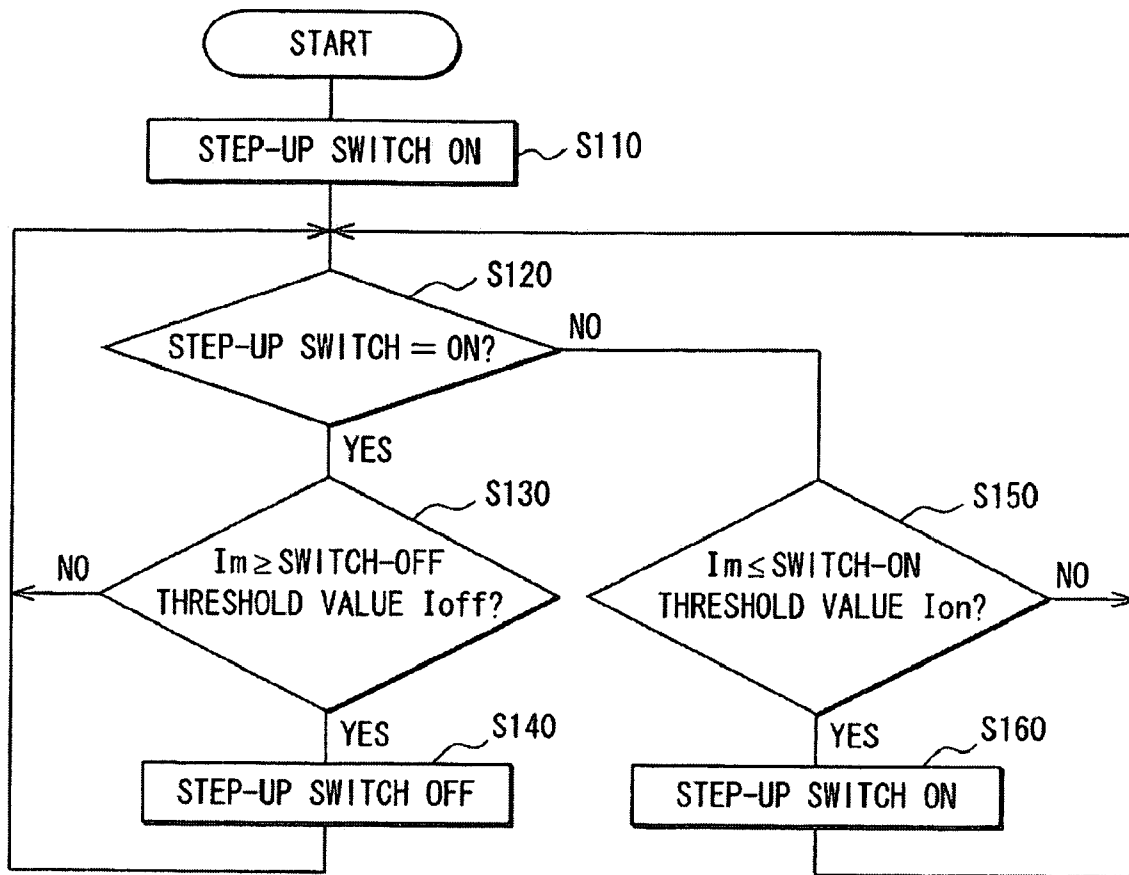 START
STEP-UP SWITCH ON
S110
S120
STEP-UP SWITCH = ON?
NO
YES
S130
Im ≥ SWITCH-OFF
THRESHOLD VALUE Ioff?
NO
S150
Im ≤ SWITCH-ON
THRESHOLD VALUE Ion?
NO
YES
S140
STEP-UP SWITCH OFF
YES
S160
STEP-UP SWITCH ON